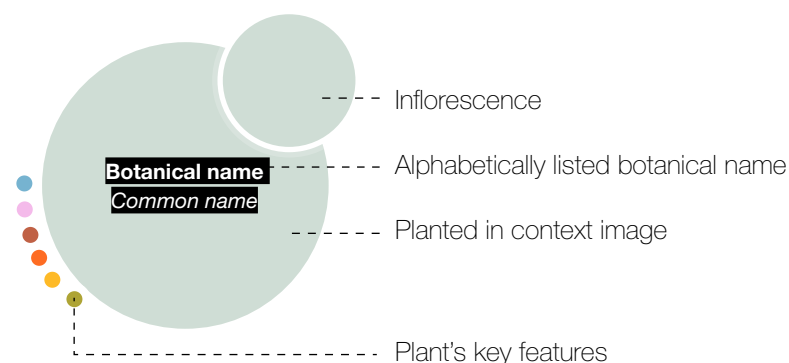 Inflorescence
Botanical name
Alphabetically listed botanical name
Common name
Planted in context image
Plant's key features